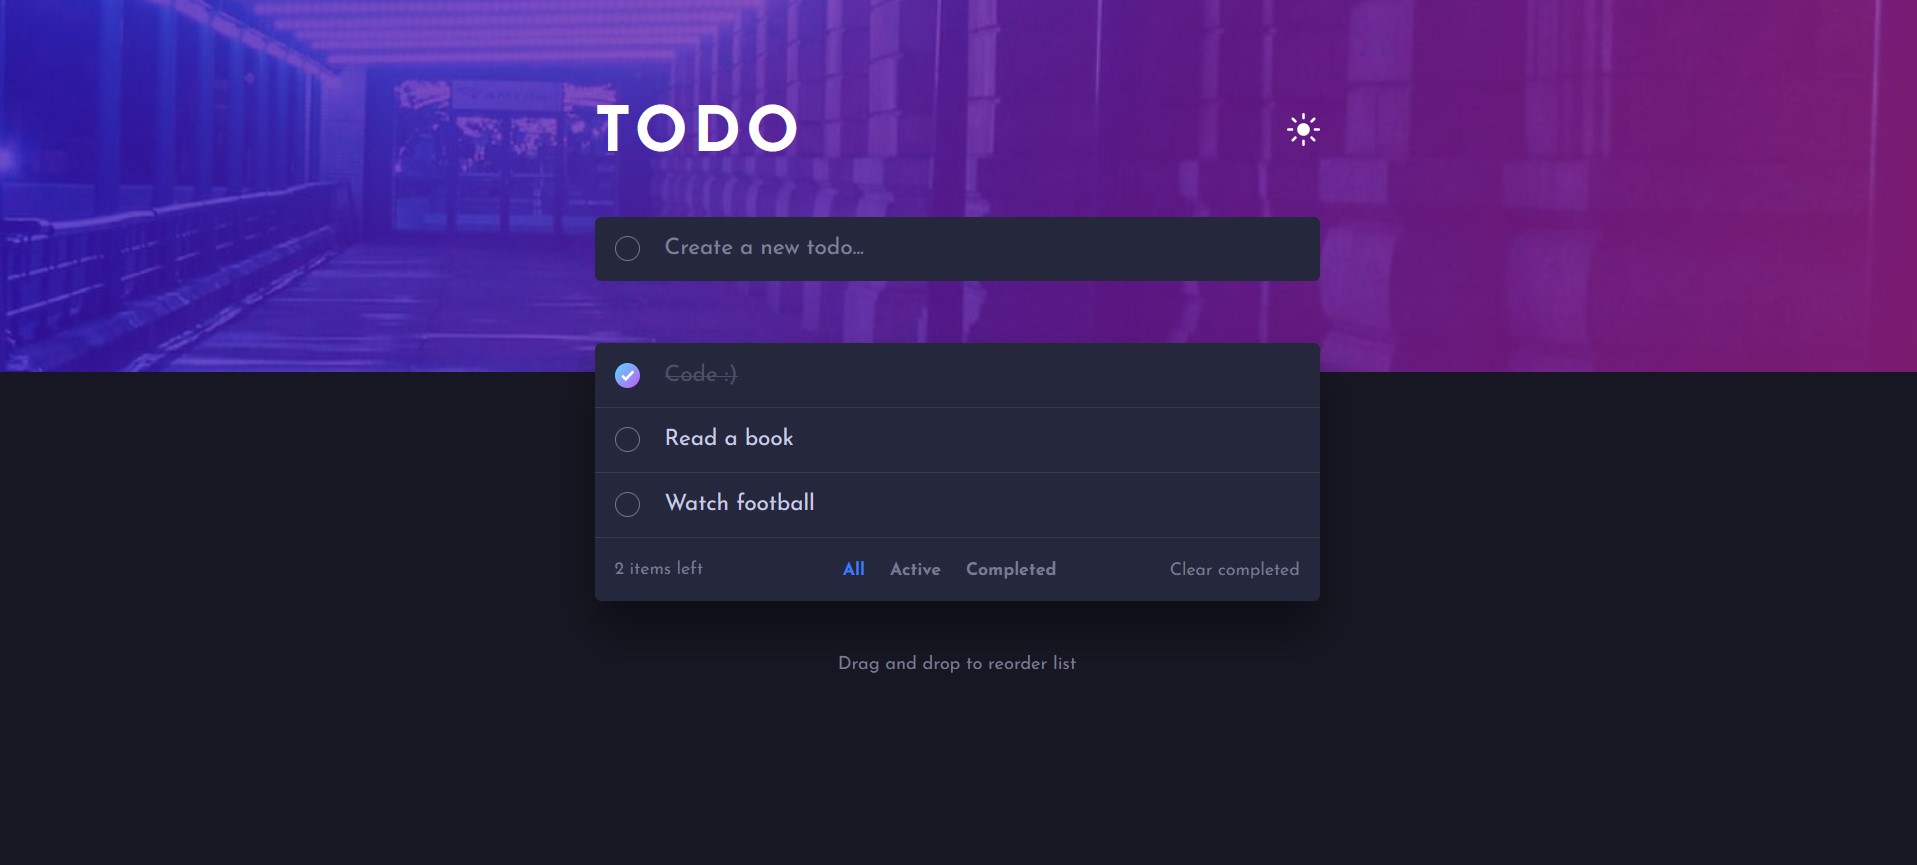 TODO
Create a new todo...
Code :)
Read a book
Watch football
2 items left
All Active Completed
Clear completed
Drag and drop to reorder list